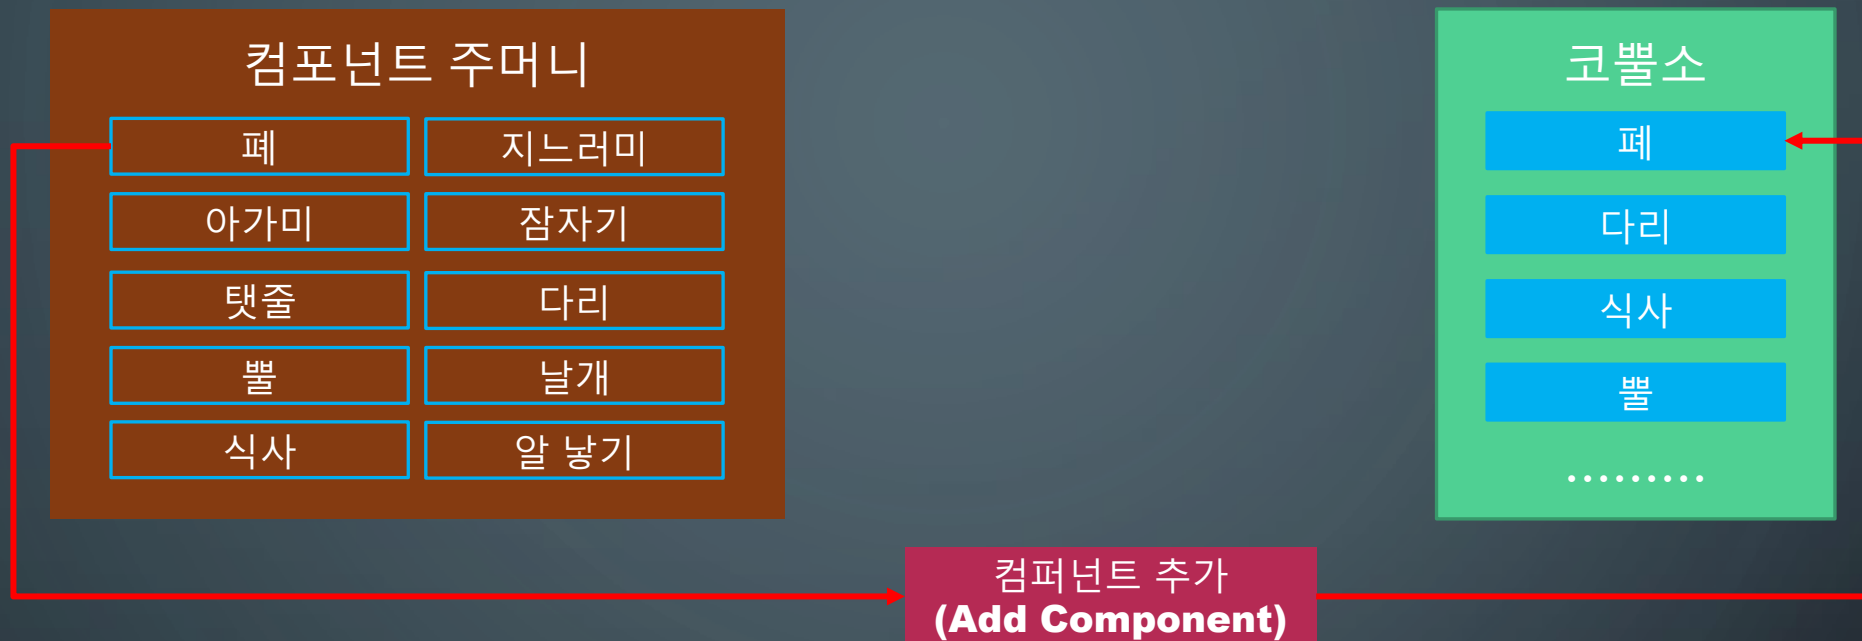 컴포넌트 주머니
폐
지느러미
아가미
잠자기
탯줄
다리
뿔
날개
식사
알 낳기
코뿔소
폐
다리
식사
뿔
·········
컴퍼넌트 추가
(Add Component)